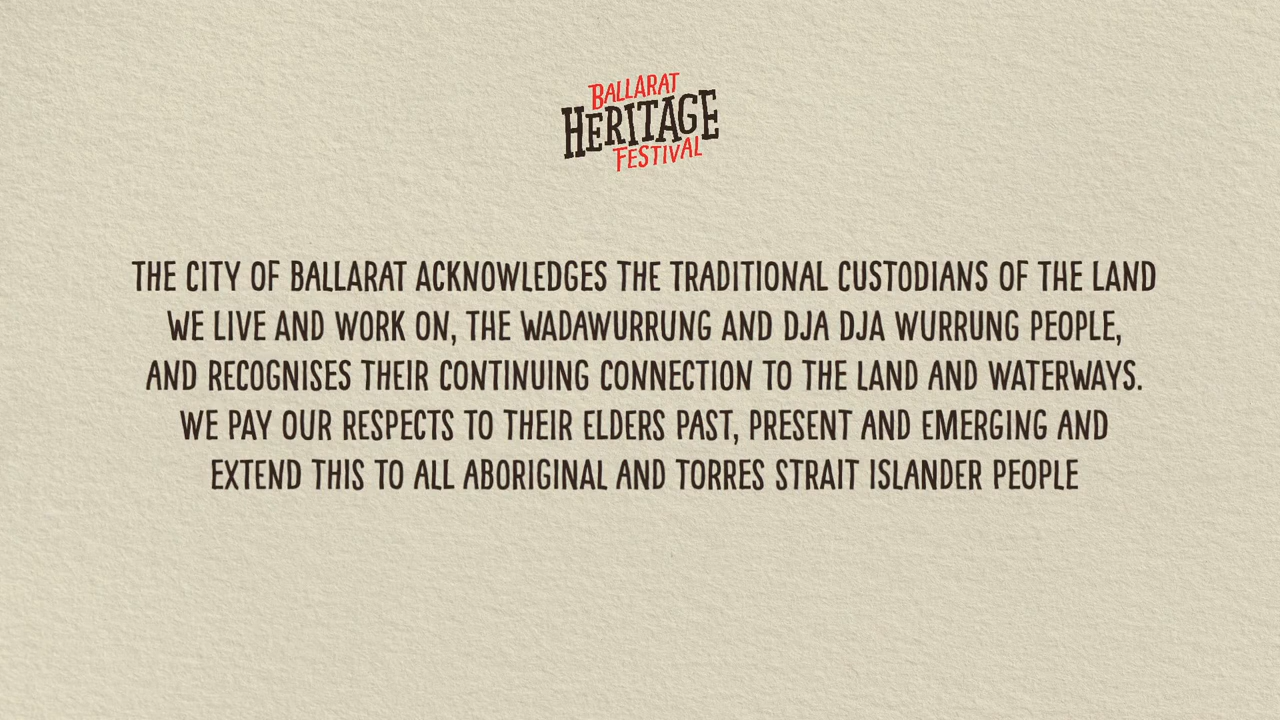 BALLARAT
HERITAGE
FESTIVAL
THE CITY OF BALLARAT ACKNOWLEDGES THE TRADITIONAL CUSTODIANS OF THE LAND
WE LIVE AND WORK ON, THE WADAWURRUNG AND DJA DJA WURRUNG PEOPLE,
AND RECOGNISES THEIR CONTINUING CONNECTION TO THE LAND AND WATERWAYS.
WE PAY OUR RESPECTS TO THEIR ELDERS PAST, PRESENT AND EMERGING AND
EXTEND THIS TO ALL ABORIGINAL AND TORRES STRAIT ISLANDER PEOPLE